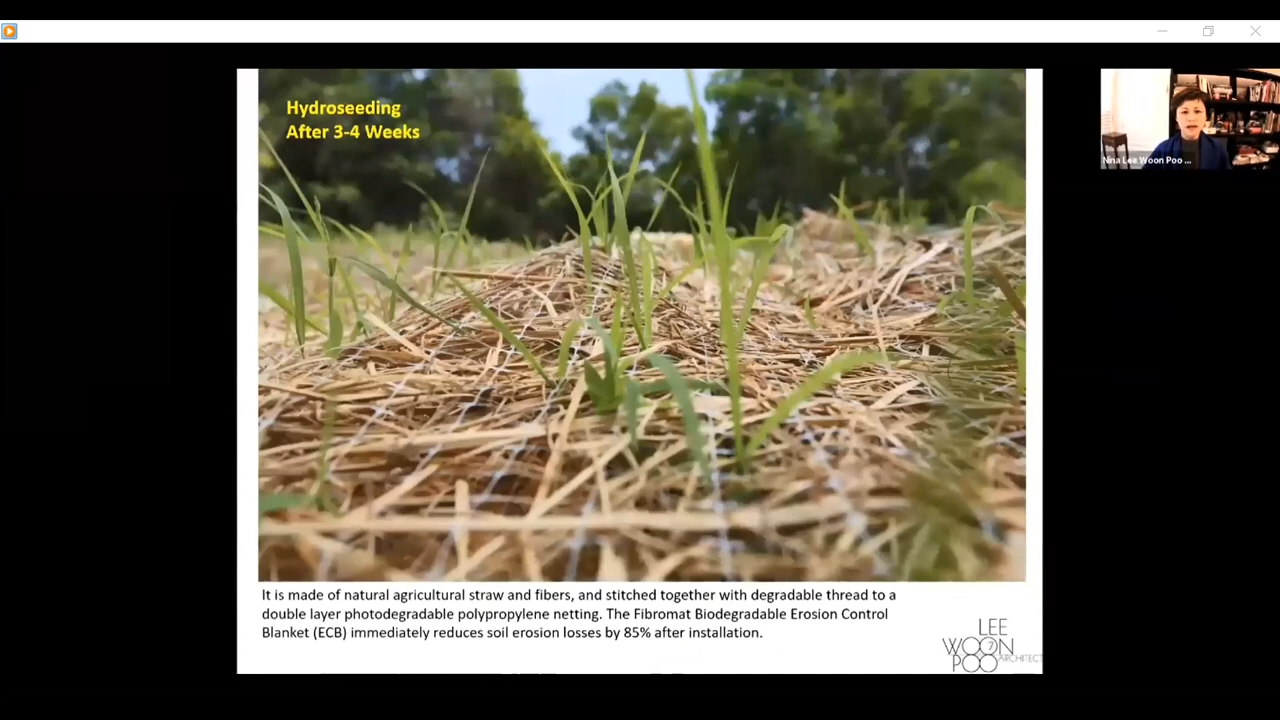 Hydroseeding
After 3-4 Weeks
Nina Lee Woon Poo ...
It is made of natural agricultural straw and fibers, and stitched together with degradable thread to a
double layer photodegradable polypropylene netting. The Fibromat Biodegradable Erosion Control
Blanket (ECB) immediately reduces soil erosion losses by 85% after installation.
LEE
WOON
POO ARCHITECT
7